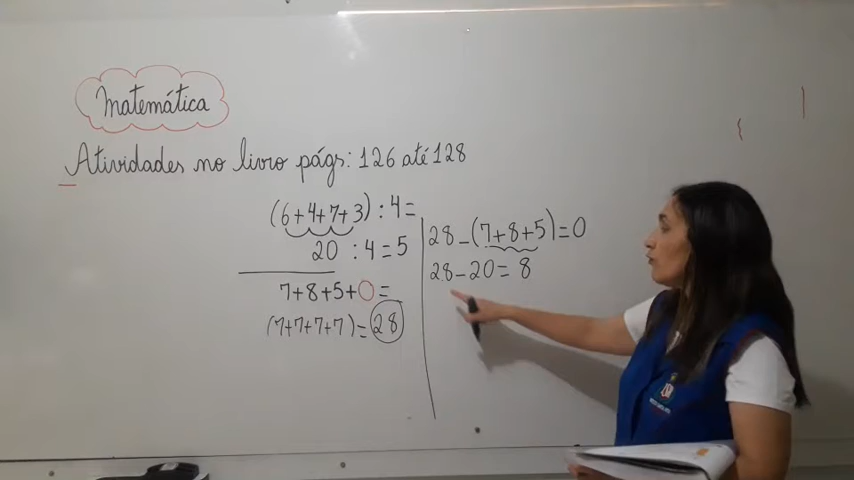 Matemática
Atividades no livro págs: 126 até 128
(6+4+7+3) : 4 =
20 : 4 = 5
7+8+5+0 =
(7+7+7+7) = 28
28 - (7+8+5) = 0
28 - 20 = 8